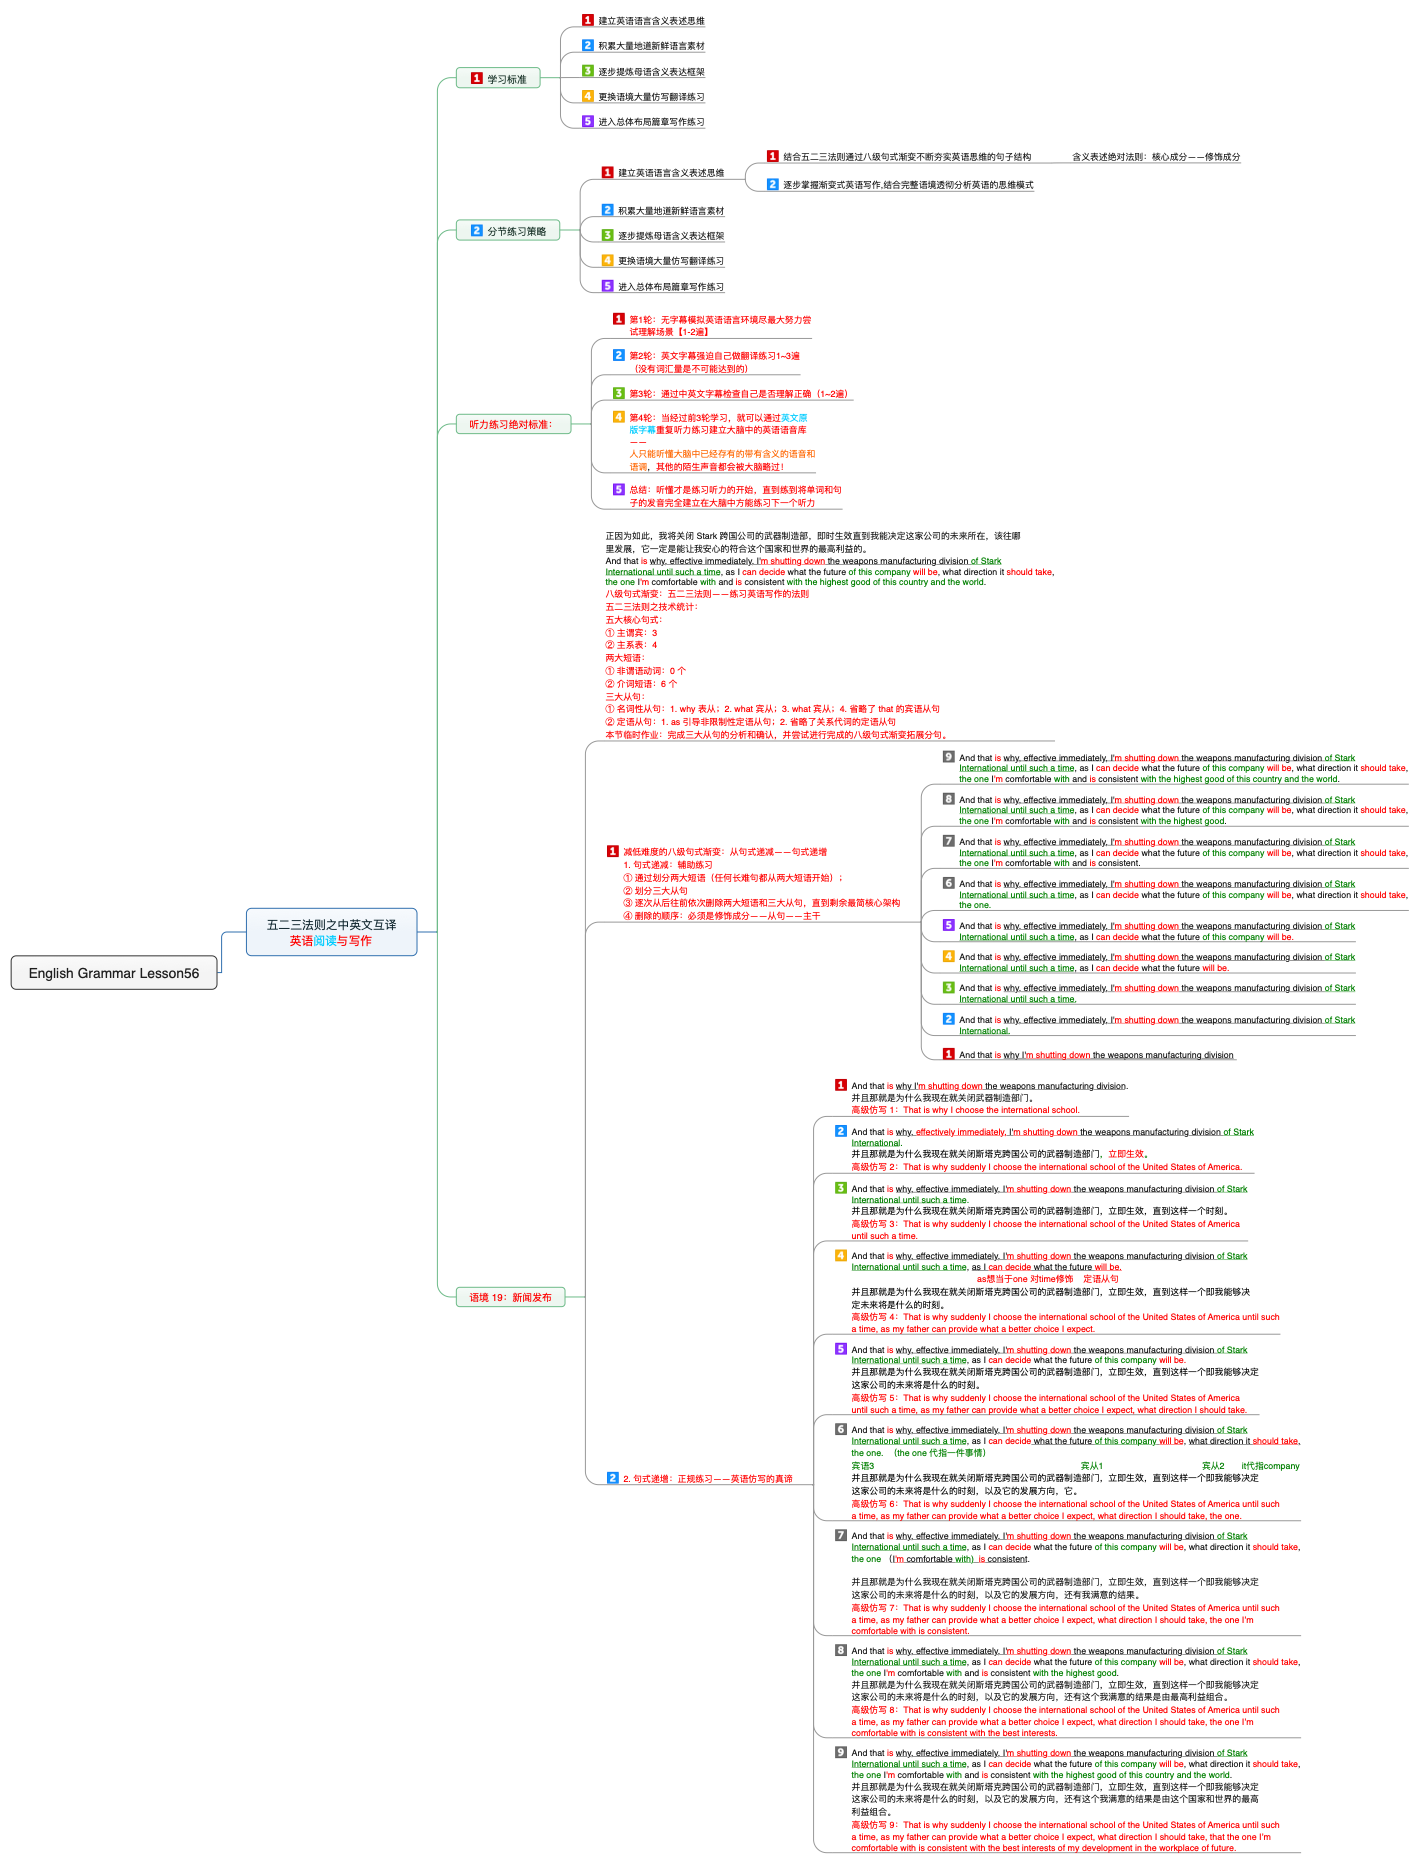 English Grammar Lesson56
五二三法则之中英文互译
英语阅读与写作
1 学习标准
1 建立英语语言含义表述思维
2 积累大量地道新鲜语言素材
3 逐步提炼母语含义表达框架
4 更换语境大量仿写翻译练习
5 进入总体布局篇章写作练习
2 分节练习策略
1 建立英语语言含义表述思维
1 结合五二三法则通过八级句式渐变不断夯实英语思维的句子结构 含义表述绝对法则：核心成分——修饰成分
2 逐步掌握渐变式英语写作,结合完整语境透彻分析英语的思维模式
2 积累大量地道新鲜语言素材
3 逐步提炼母语含义表达框架
4 更换语境大量仿写翻译练习
5 进入总体布局篇章写作练习
听力练习绝对标准：
1 第1轮：无字幕模拟英语语言环境尽最大努力尝
试理解场景【1-2遍】
2 第2轮：英文字幕强迫自己做翻译练习1~3遍
（没有词汇量是不可能达到的）
3 第3轮：通过中英文字幕检查自己是否理解正确（1~2遍）
4 第4轮：当经过前3轮学习，就可以通过英文原
版字幕重复听力练习建立大脑中的英语语音库
——
人只能听懂大脑中已经存有的带有含义的语音和
语调，其他的陌生声音都会被大脑略过！
5 总结：听懂才是练习听力的开始，直到练到将单词和句
子的发音完全建立在大脑中方能练习下一个听力
语境 19：新闻发布
正因为如此，我将关闭 Stark 跨国公司的武器制造部，即时生效直到我能决定这家公司的未来所在，该往哪
里发展，它一定是能让我安心的符合这个国家和世界的最高利益的。
And that is why, effective immediately, I'm shutting down the weapons manufacturing division of Stark
International until such a time, as I can decide what the future of this company will be, what direction it should take,
the one I'm comfortable with and is consistent with the highest good of this country and the world.
八级句式渐变：五二三法则——练习英语写作的法则
五二三法则之技术统计：
五大核心句式：
① 主谓宾：3
② 主系表：4
两大短语：
① 非谓语动词：0 个
② 介词短语：6 个
三大从句：
① 名词性从句：1. why 表从；2. what 宾从；3. what 宾从；4. 省略了 that 的宾语从句
② 定语从句：1. as 引导非限制性定语从句；2. 省略了关系代词的定语从句
本节临时作业：完成三大从句的分析和确认，并尝试进行完成的八级句式渐变拓展分句。
1 减低难度的八级句式渐变：从句式递减——句式递增
1. 句式递减：辅助练习
① 通过划分两大短语（任何长难句都从两大短语开始）；
② 划分三大从句
③ 逐次从后往前依次删除两大短语和三大从句，直到剩余最简核心架构
④ 删除的顺序：必须是修饰成分——从句——主干
9 And that is why, effective immediately, I'm shutting down the weapons manufacturing division of Stark
International until such a time, as I can decide what the future of this company will be, what direction it should take,
the one I'm comfortable with and is consistent with the highest good of this country and the world.
8 And that is why, effective immediately, I'm shutting down the weapons manufacturing division of Stark
International until such a time, as I can decide what the future of this company will be, what direction it should take,
the one I'm comfortable with and is consistent with the highest good.
7 And that is why, effective immediately, I'm shutting down the weapons manufacturing division of Stark
International until such a time, as I can decide what the future of this company will be, what direction it should take,
the one I'm comfortable with and is consistent.
6 And that is why, effective immediately, I'm shutting down the weapons manufacturing division of Stark
International until such a time, as I can decide what the future of this company will be, what direction it should take,
the one.
5 And that is why, effective immediately, I'm shutting down the weapons manufacturing division of Stark
International until such a time, as I can decide what the future of this company will be.
4 And that is why, effective immediately, I'm shutting down the weapons manufacturing division of Stark
International until such a time, as I can decide what the future will be.
3 And that is why, effective immediately, I'm shutting down the weapons manufacturing division of Stark
International until such a time.
2 And that is why, effective immediately, I'm shutting down the weapons manufacturing division of Stark
International.
1 And that is why I'm shutting down the weapons manufacturing division
2 2. 句式递增：正规练习——英语仿写的真谛
1 And that is why I'm shutting down the weapons manufacturing division.
并且那就是为什么我现在就关闭武器制造部门。
高级仿写 1：That is why I choose the international school.
2 And that is why, effectively immediately, I'm shutting down the weapons manufacturing division of Stark
International.
并且那就是为什么我现在就关闭斯塔克跨国公司的武器制造部门，立即生效。
高级仿写 2：That is why suddenly I choose the international school of the United States of America.
3 And that is why, effective immediately, I'm shutting down the weapons manufacturing division of Stark
International until such a time.
并且那就是为什么我现在就关闭斯塔克跨国公司的武器制造部门，立即生效，直到这样一个时刻。
高级仿写 3：That is why suddenly I choose the international school of the United States of America
until such a time.
4 And that is why, effective immediately, I'm shutting down the weapons manufacturing division of Stark
International until such a time, as I can decide what the future will be.
as想当于one 对time修饰 定语从句
并且那就是为什么我现在就关闭斯塔克跨国公司的武器制造部门，立即生效，直到这样一个即我能够决
定未来将是什么的时刻。
高级仿写 4：That is why suddenly I choose the international school of the United States of America until such
a time, as my father can provide what a better choice I expect.
5 And that is why, effective immediately, I'm shutting down the weapons manufacturing division of Stark
International until such a time, as I can decide what the future of this company will be.
并且那就是为什么我现在就关闭斯塔克跨国公司的武器制造部门，立即生效，直到这样一个即我能够决定
这家公司的未来将是什么的时刻。
高级仿写 5：That is why suddenly I choose the international school of the United States of America
until such a time, as my father can provide what a better choice I expect, what direction I should take.
6 And that is why, effective immediately, I'm shutting down the weapons manufacturing division of Stark
International until such a time, as I can decide what the future of this company will be, what direction it should take,
the one. （the one 代指一件事情）
宾语3 宾从1 宾从2 it代指company
并且那就是为什么我现在就关闭斯塔克跨国公司的武器制造部门，立即生效，直到这样一个即我能够决定
这家公司的未来将是什么的时刻，以及它的发展方向，它。
高级仿写 6：That is why suddenly I choose the international school of the United States of America until such
a time, as my father can provide what a better choice I expect, what direction I should take, the one.
7 And that is why, effective immediately, I'm shutting down the weapons manufacturing division of Stark
International until such a time, as I can decide what the future of this company will be, what direction it should take,
the one （I'm comfortable with) is consistent.
并且那就是为什么我现在就关闭斯塔克跨国公司的武器制造部门，立即生效，直到这样一个即我能够决定
这家公司的未来将是什么的时刻，以及它的发展方向，还有我满意的结果。
高级仿写 7：That is why suddenly I choose the international school of the United States of America until such
a time, as my father can provide what a better choice I expect, what direction I should take, the one I'm
comfortable with is consistent.
8 And that is why, effective immediately, I'm shutting down the weapons manufacturing division of Stark
International until such a time, as I can decide what the future of this company will be, what direction it should take,
the one I'm comfortable with and is consistent with the highest good.
并且那就是为什么我现在就关闭斯塔克跨国公司的武器制造部门，立即生效，直到这样一个即我能够决定
这家公司的未来将是什么的时刻，以及它的发展方向，还有这个我满意的结果是由最高利益组合。
高级仿写 8：That is why suddenly I choose the international school of the United States of America until such
a time, as my father can provide what a better choice I expect, what direction I should take, the one I'm
comfortable with is consistent with the best interests.
9 And that is why, effective immediately, I'm shutting down the weapons manufacturing division of Stark
International until such a time, as I can decide what the future of this company will be, what direction it should take,
the one I'm comfortable with and is consistent with the highest good of this country and the world.
并且那就是为什么我现在就关闭斯塔克跨国公司的武器制造部门，立即生效，直到这样一个即我能够决定
这家公司的未来将是什么的时刻，以及它的发展方向，还有这个我满意的结果是由这个国家和世界的最高
利益组合。
高级仿写 9：That is why suddenly I choose the international school of the United States of America until such
a time, as my father can provide what a better choice I expect, what direction I should take, that the one I'm
comfortable with is consistent with the best interests of my development in the workplace of future.